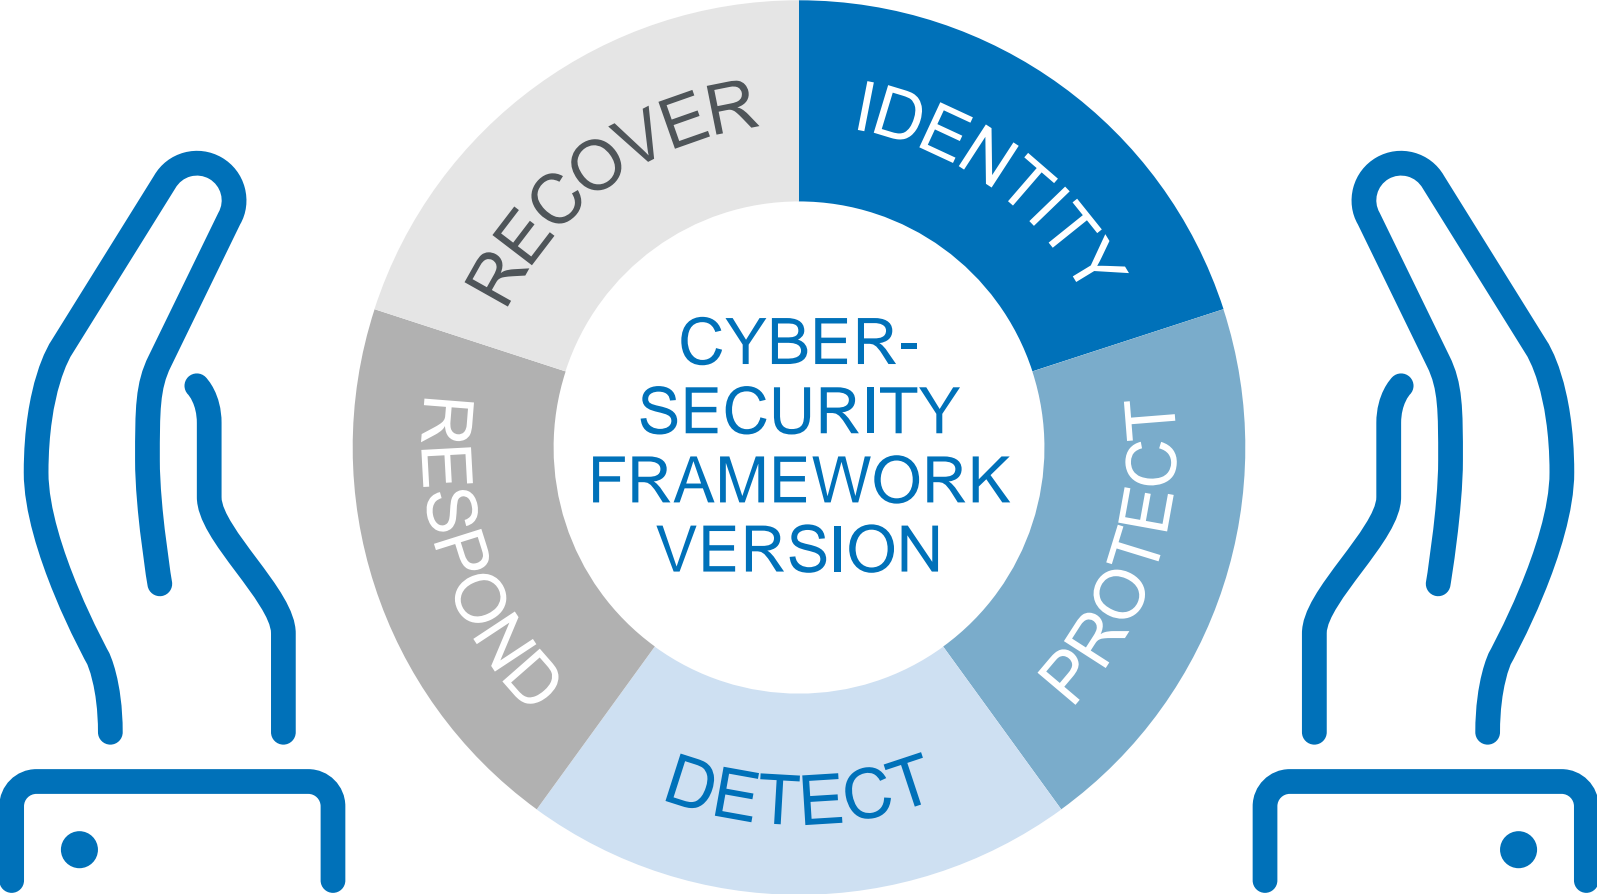 RECOVER
IDENTITY
CYBER-
SECURITY
FRAMEWORK
VERSION
RESPOND
PROTECT
DETECT